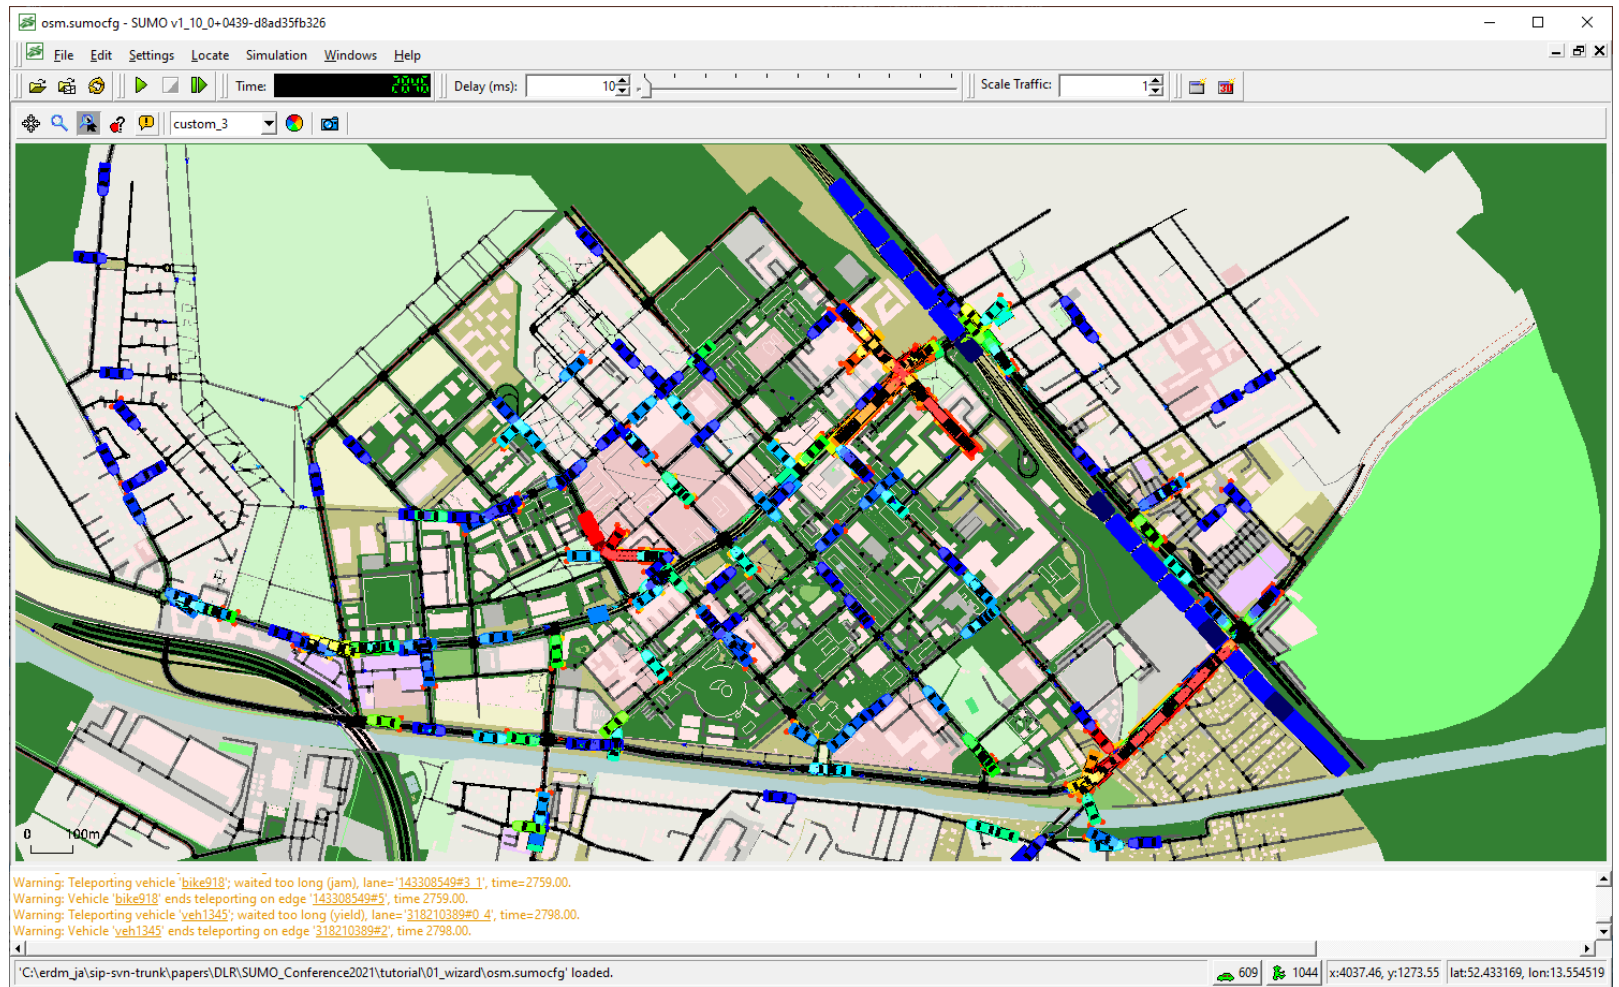 osm.sumocfg - SUMO v1_10_0+0439-d8ad35fb326
File Edit Settings Locate Simulation Windows Help
Time: 2846 Delay (ms): 10 Scale Traffic: 1
custom_3
0 100m
Warning: Teleporting vehicle 'bike918'; waited too long (jam), lane='143308549#3_1', time=2759.00.
Warning: Vehicle 'bike918' ends teleporting on edge '143308549#5', time 2759.00.
Warning: Teleporting vehicle 'veh1345'; waited too long (yield), lane='318210389#0_4', time=2798.00.
Warning: Vehicle 'veh1345' ends teleporting on edge '318210389#2', time 2798.00.
'C:\erdm_ja\sip-svn-trunk\papers\DLR\SUMO_Conference2021\tutorial\01_wizard\osm.sumocfg' loaded. 609 1044 x:4037.46, y:1273.55 lat:52.433169, lon:13.554519